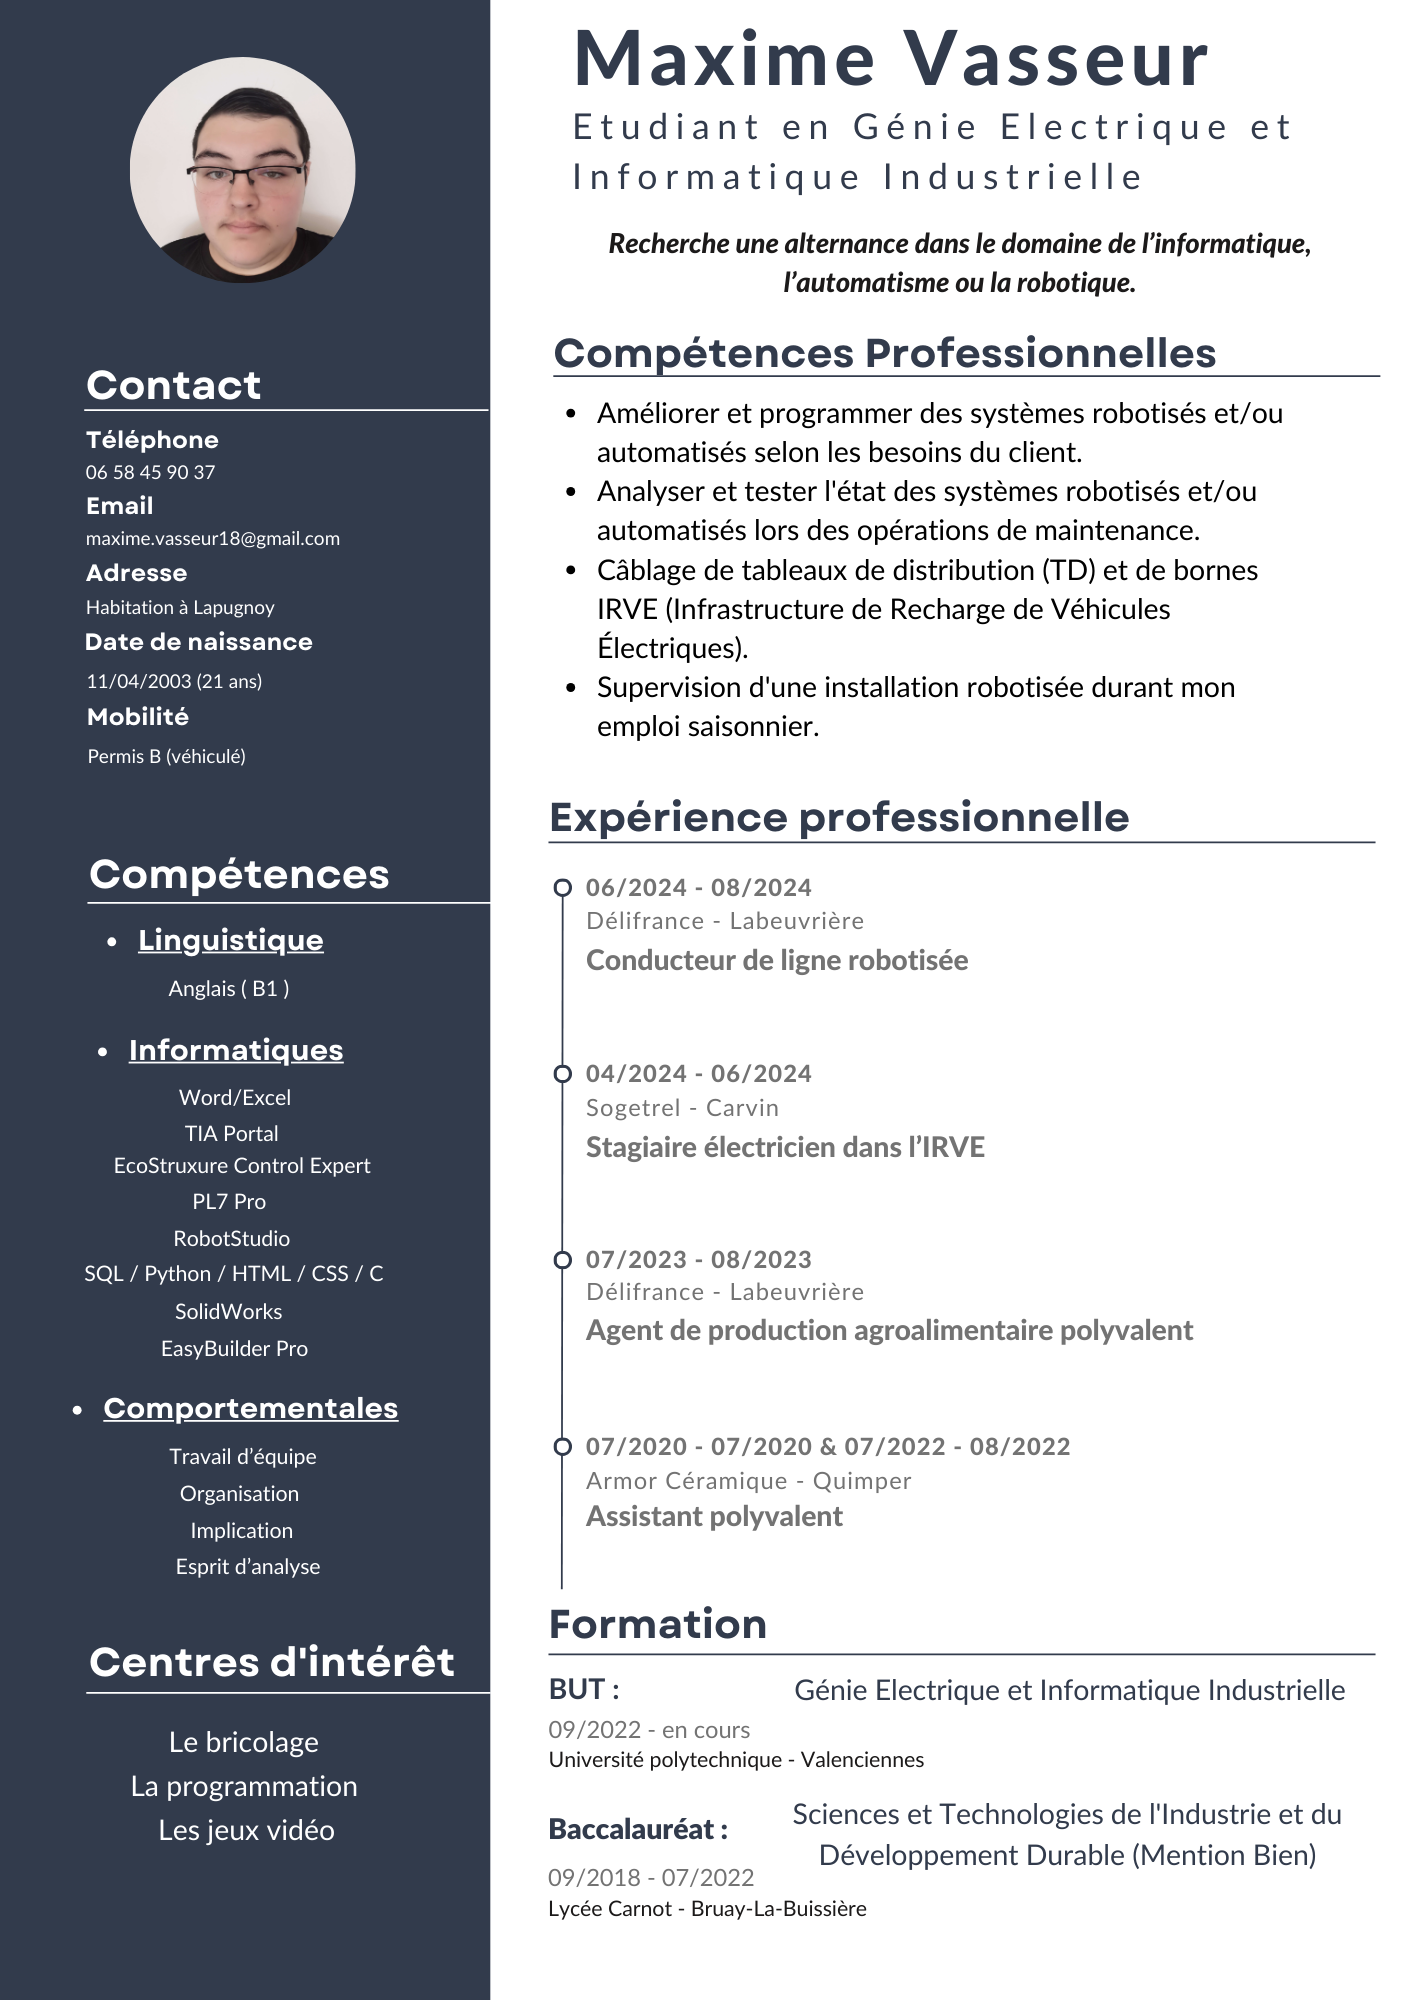 Maxime Vasseur
Etudiant en Génie Electrique et
Informatique Industrielle
Recherche une alternance dans le domaine de l’informatique,
l’automatisme ou la robotique.
Contact
Téléphone
06 58 45 90 37
Email
maxime.vasseur18@gmail.com
Adresse
Habitation à Lapugnoy
Date de naissance
11/04/2003 (21 ans)
Mobilité
Permis B (véhiculé)
Compétences
• Linguistique
Anglais ( B1 )
• Informatiques
Word/Excel
TIA Portal
EcoStruxure Control Expert
PL7 Pro
RobotStudio
SQL / Python / HTML / CSS / C
SolidWorks
EasyBuilder Pro
• Comportementales
Travail d’équipe
Organisation
Implication
Esprit d’analyse
Centres d'intérêt
Le bricolage
La programmation
Les jeux vidéo
Compétences Professionnelles
• Améliorer et programmer des systèmes robotisés et/ou
automatisés selon les besoins du client.
• Analyser et tester l'état des systèmes robotisés et/ou
automatisés lors des opérations de maintenance.
• Câblage de tableaux de distribution (TD) et de bornes
IRVE (Infrastructure de Recharge de Véhicules
Électriques).
• Supervision d'une installation robotisée durant mon
emploi saisonnier.
Expérience professionnelle
06/2024 - 08/2024
Délifrance - Labeuvrière
Conducteur de ligne robotisée
04/2024 - 06/2024
Sogetrel - Carvin
Stagiaire électricien dans l’IRVE
07/2023 - 08/2023
Délifrance - Labeuvrière
Agent de production agroalimentaire polyvalent
07/2020 - 07/2020 & 07/2022 - 08/2022
Armor Céramique - Quimper
Assistant polyvalent
Formation
BUT : Génie Electrique et Informatique Industrielle
09/2022 - en cours
Université polytechnique - Valenciennes
Baccalauréat :
Sciences et Technologies de l'Industrie et du
Développement Durable (Mention Bien)
09/2018 - 07/2022
Lycée Carnot - Bruay-La-Buissière